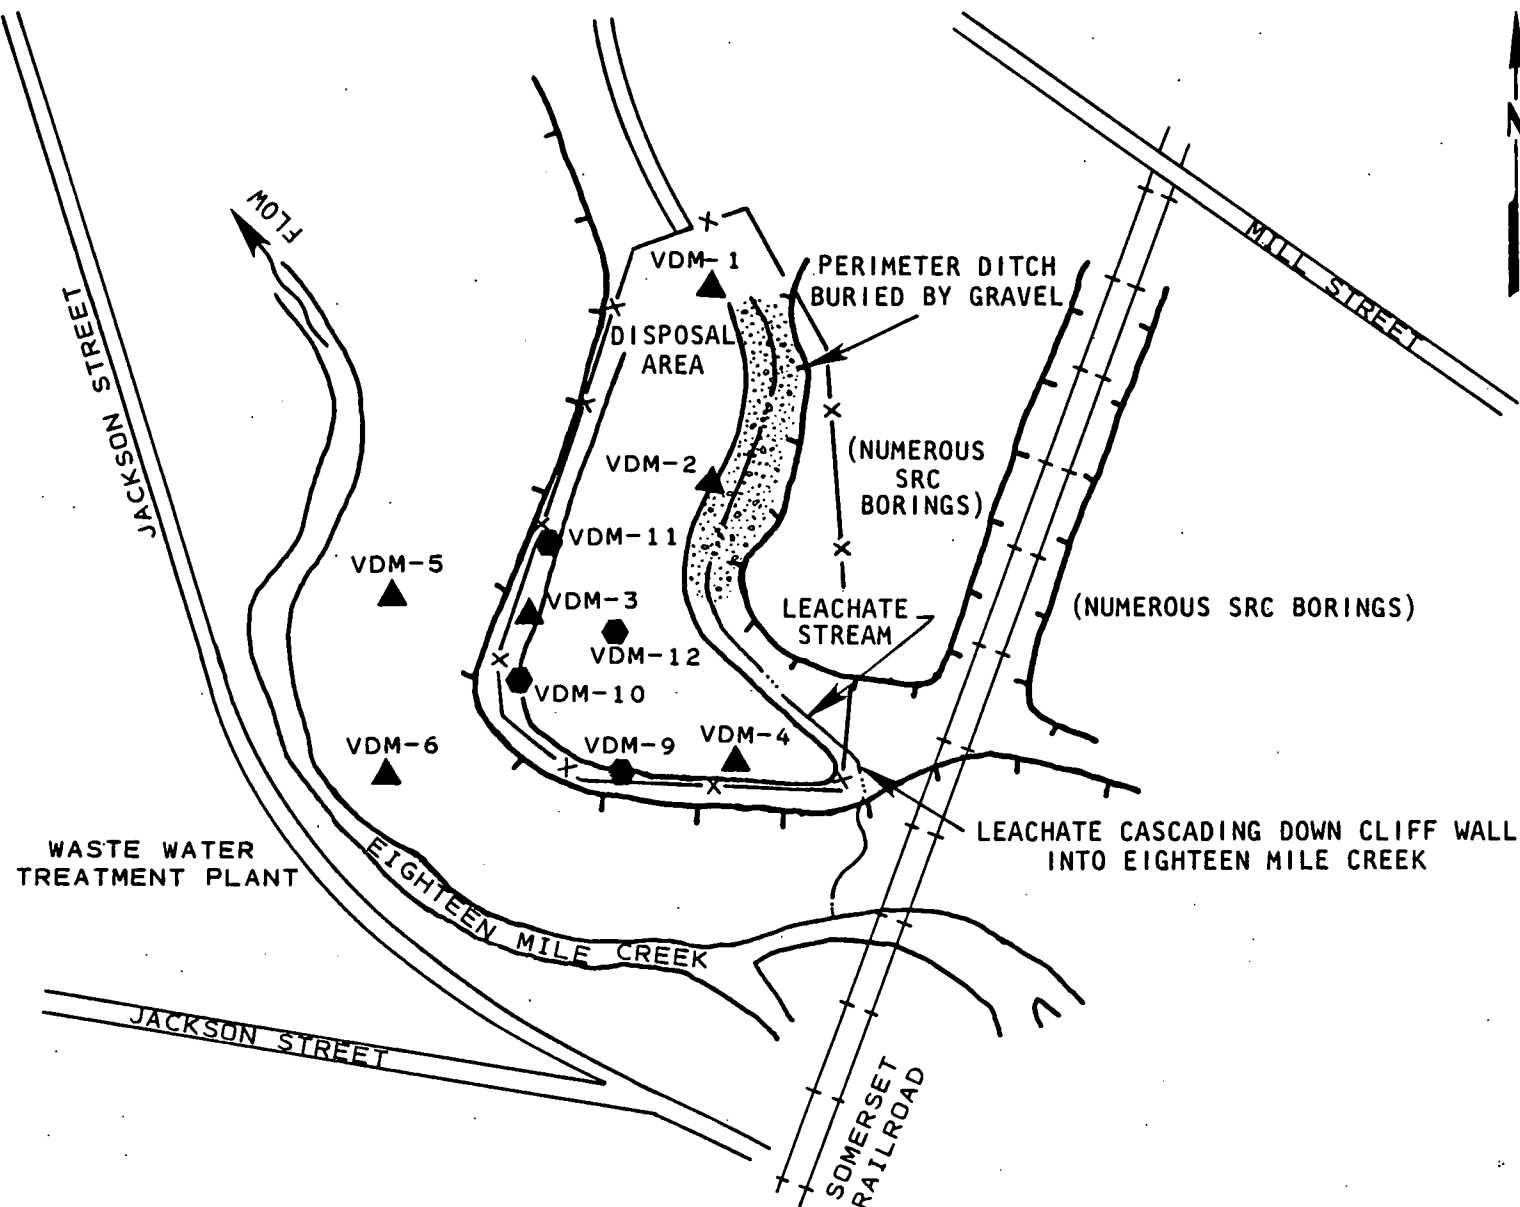 N
FLOW
MILL STREET
VDM-1
PERIMETER DITCH
BURIED BY GRAVEL
JACKSON STREET
DISPOSAL
AREA
VDM-2
(NUMEROUS
SRC
BORINGS)
VDM-11
VDM-5
VDM-3
LEACHATE
STREAM
(NUMEROUS SRC BORINGS)
VDM-12
VDM-10
VDM-6
VDM-9
VDM-4
LEACHATE CASCADING DOWN CLIFF WALL
INTO EIGHTEEN MILE CREEK
WASTE WATER
TREATMENT PLANT
EIGHTEEN MILE CREEK
JACKSON STREET
SOMERSET
RAILROAD